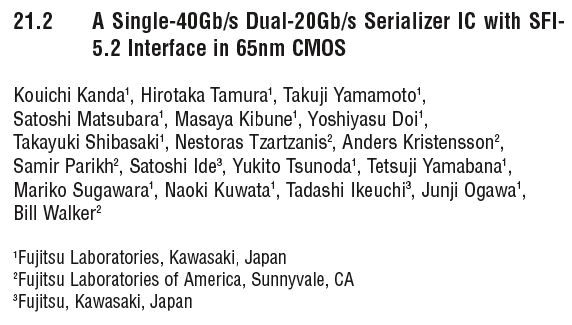 21.2 A Single-40Gb/s Dual-20Gb/s Serializer IC with SFI-
5.2 Interface in 65nm CMOS
Kouichi Kanda¹, Hirotaka Tamura¹, Takuji Yamamoto¹,
Satoshi Matsubara¹, Masaya Kibune¹, Yoshiyasu Doi¹,
Takayuki Shibasaki¹, Nestoras Tzartzanis², Anders Kristensson²,
Samir Parikh², Satoshi Ide³, Yukito Tsunoda¹, Tetsuji Yamabana¹,
Mariko Sugawara¹, Naoki Kuwata¹, Tadashi Ikeuchi³, Junji Ogawa¹,
Bill Walker²
¹Fujitsu Laboratories, Kawasaki, Japan
²Fujitsu Laboratories of America, Sunnyvale, CA
³Fujitsu, Kawasaki, Japan